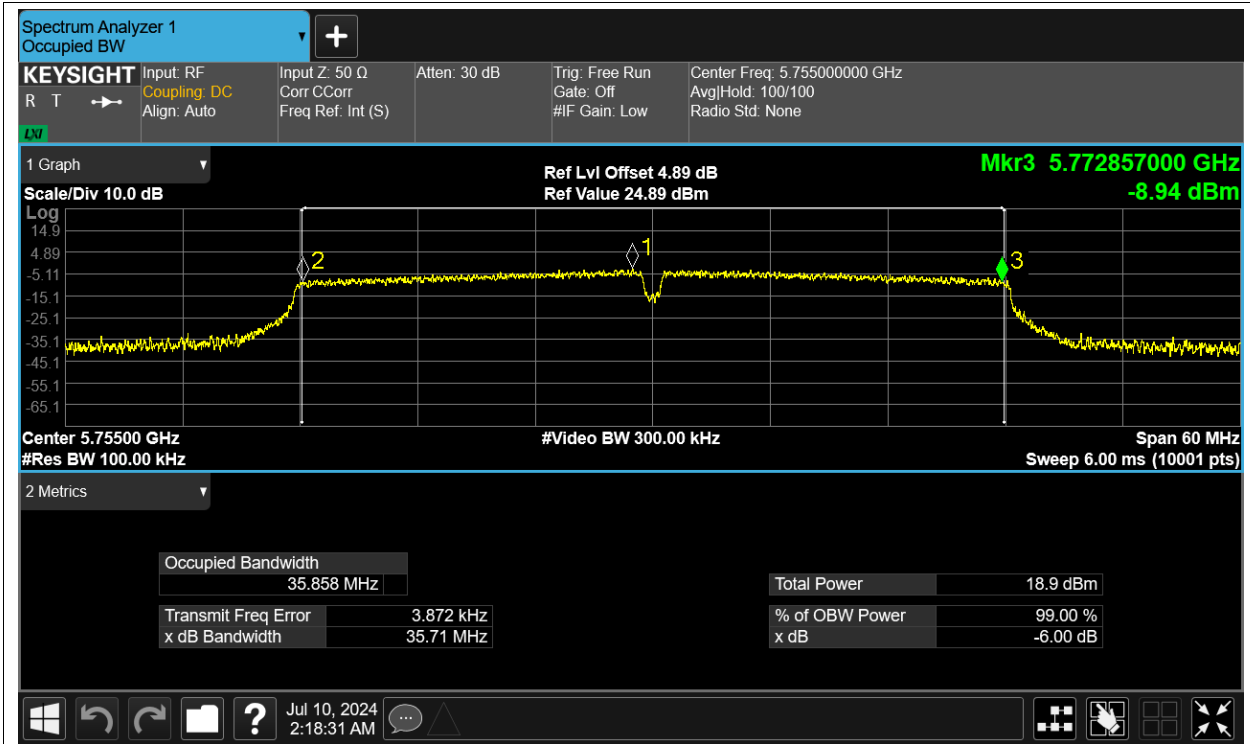 Spectrum Analyzer 1
Occupied BW
+
KEYSIGHT
R T
LXI
Input: RF
Coupling: DC
Align: Auto
Input Z: 50 Ω
Corr CCorr
Freq Ref: Int (S)
Atten: 30 dB
Trig: Free Run
Gate: Off
#IF Gain: Low
Center Freq: 5.755000000 GHz
Avg|Hold: 100/100
Radio Std: None
1 Graph
Scale/Div 10.0 dB
Ref Lvl Offset 4.89 dB
Ref Value 24.89 dBm
Mkr3 5.772857000 GHz
-8.94 dBm
Log
14.9
4.89
-5.11
-15.1
-25.1
-35.1
-45.1
-55.1
-65.1
2
1
3
Center 5.75500 GHz
#Video BW 300.00 kHz
Span 60 MHz
#Res BW 100.00 kHz
Sweep 6.00 ms (10001 pts)
2 Metrics
Occupied Bandwidth
35.858 MHz
Transmit Freq Error 3.872 kHz
x dB Bandwidth 35.71 MHz
Total Power 18.9 dBm
% of OBW Power 99.00 %
x dB -6.00 dB
?
Jul 10, 2024
2:18:31 AM